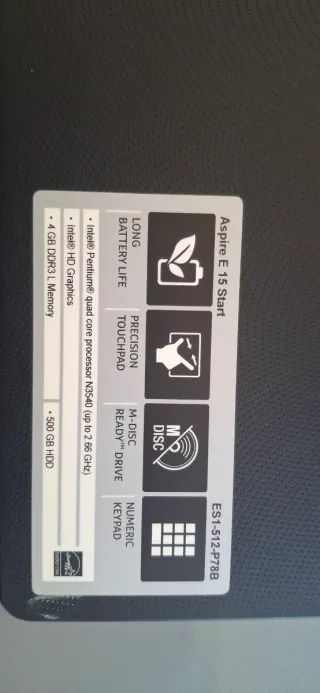 Aspire E 15 Start
ES1-512-P78B
M
DISC
LONG
BATTERY LIFE
PRECISION
TOUCHPAD
M-DISC
READY™ DRIVE
NUMERIC
KEYPAD
• Intel® Pentium® quad core processor N3540 (up to 2.66 GHz)
• Intel® HD Graphics
• 4 GB DDR3 L Memory
• 500 GB HDD